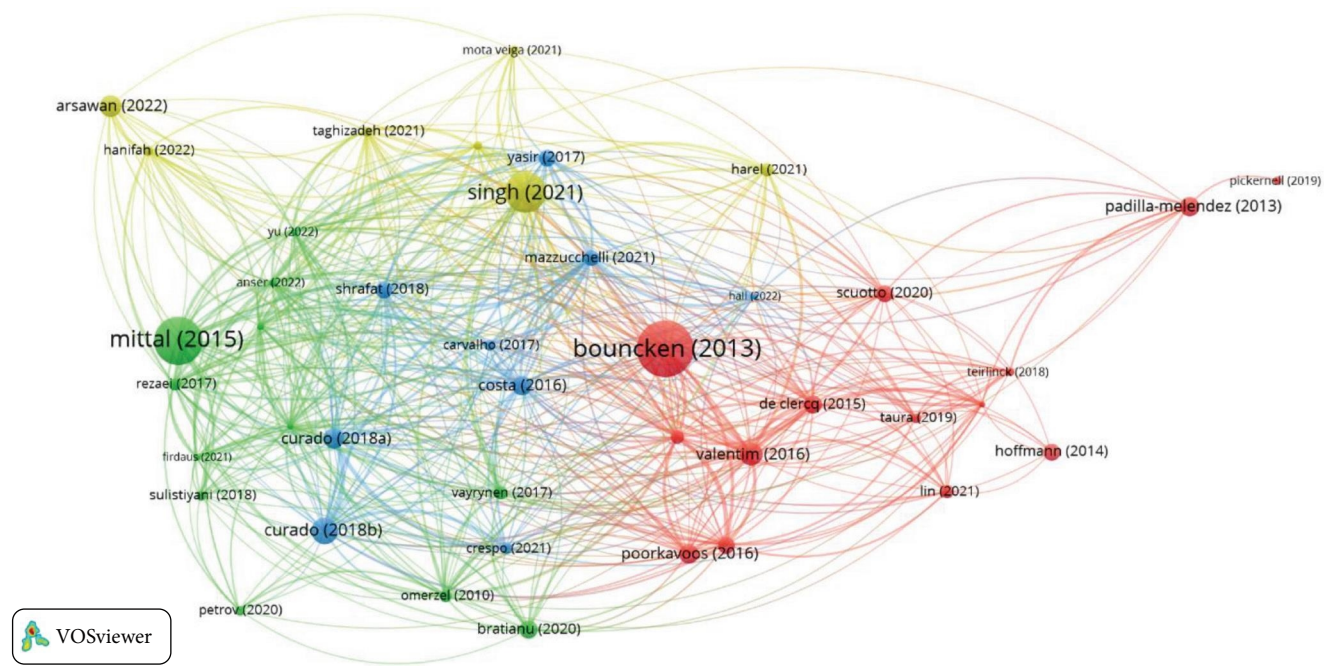 mota veiga (2021)
arsawan (2022)
taghizadeh (2021)
hanifah (2022)
yasir (2017)
harel (2021)
pickernell (2019)
singh (2021)
padilla-melendez (2013)
yu (2022)
mazzucchelli (2021)
anser (2022)
shrafat (2018)
hall (2022)
scuotto (2020)
mittal (2015)
carvalho (2017)
bouncken (2013)
teirlinck (2018)
rezaei (2017)
costa (2016)
de clercq (2015)
taura (2019)
curado (2018a)
valentim (2016)
hoffmann (2014)
firdaus (2021)
sulistiyani (2018)
vayrynen (2017)
lin (2021)
curado (2018b)
crespo (2021)
poorkavoos (2016)
omerzel (2010)
petrov (2020)
bratianu (2020)
VOSviewer